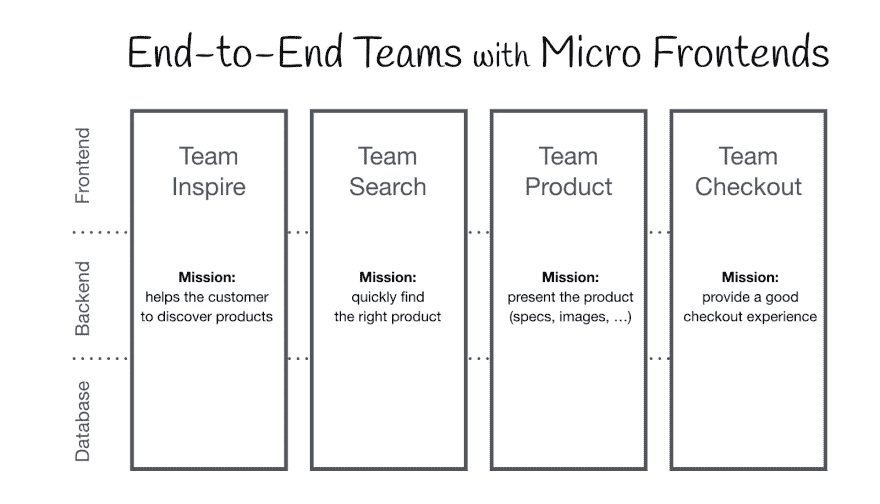 End-to-End Teams with Micro Frontends
Frontend
Backend
Database
Team
Inspire
Mission:
helps the customer
to discover products
Team
Search
Mission:
quickly find
the right product
Team
Product
Mission:
present the product
(specs, images, ...)
Team
Checkout
Mission:
provide a good
checkout experience